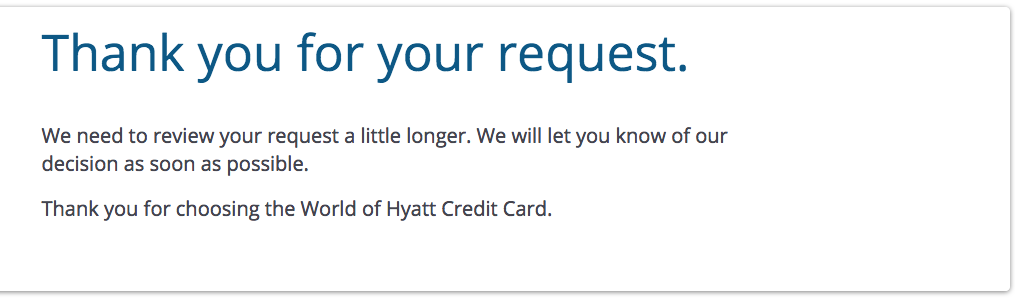 Thank you for your request.
We need to review your request a little longer. We will let you know of our
decision as soon as possible.
Thank you for choosing the World of Hyatt Credit Card.